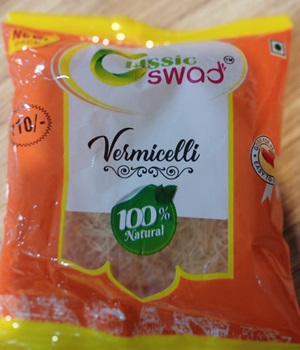 NEW
Classic
swad
TM
₹10/-
Vermicelli
100%
Natural